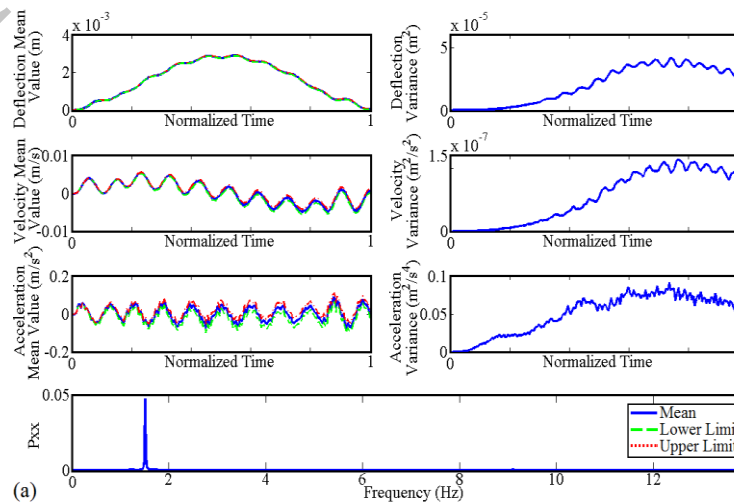 x 10⁻³
4
2
0
0
1
Deflection Mean
Value (m)
Normalized Time
x 10⁻⁵
5
0
0
Deflection
Variance (m²)
Normalized Time
0.01
0
-0.01
0
1
Velocity Mean
Value (m/s)
Normalized Time
x 10⁻⁷
1.5
0
0
Velocity
Variance (m²/s²)
Normalized Time
0.2
0
-0.2
0
1
Acceleration
Mean Value (m/s²)
Normalized Time
0.1
0.05
0
0
Acceleration
Variance (m²/s⁴)
Normalized Time
0.05
0
Pxx
0 2 4 6 8 10 12
Frequency (Hz)
Mean
Lower Limi
Upper Limit
(a)